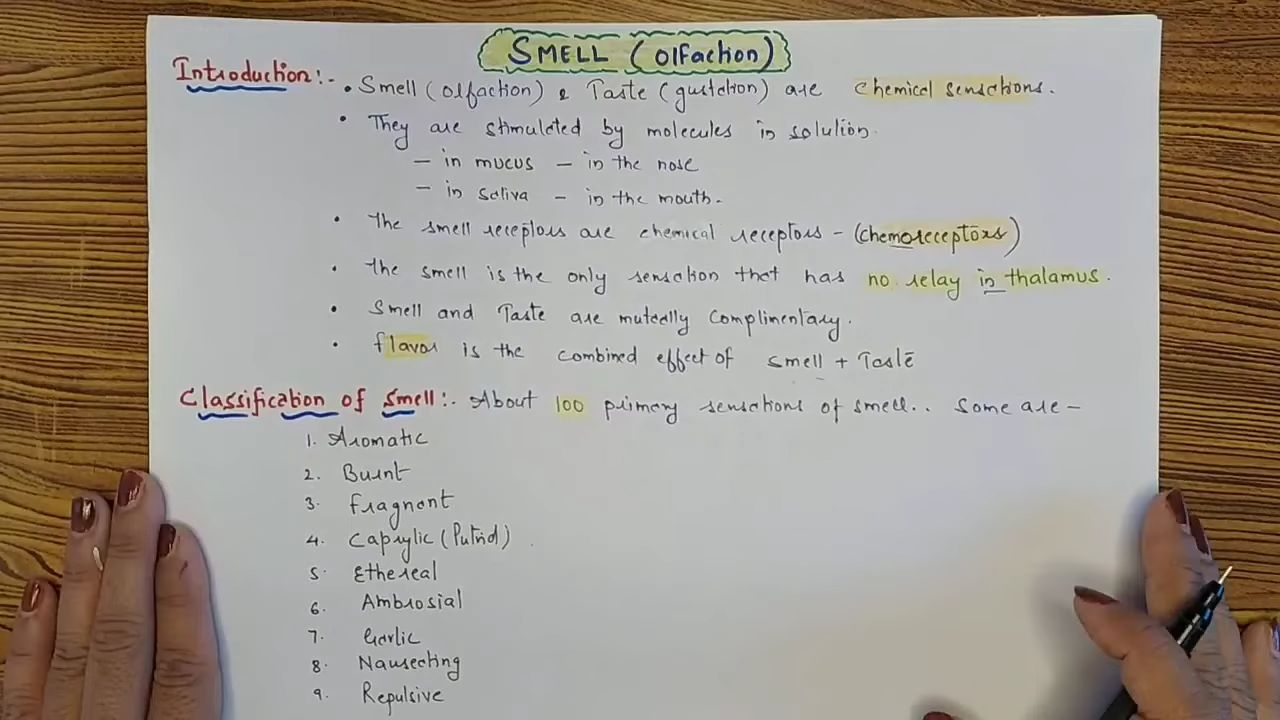 SMELL (olfaction)
Introduction:-
• Smell (olfaction) & Taste (gustation) are chemical sensations.
• They are stimulated by molecules in solution.
– in mucus – in the nose
– in saliva – in the mouth.
• The smell receptors are chemical receptors – (chemoreceptors)
• The smell is the only sensation that has no relay in thalamus.
• Smell and Taste are mutually Complimentary.
• flavor is the combined effect of smell + Taste
Classification of smell:- About 100 primary sensations of smell.. Some are –
1. Aromatic
2. Burnt
3. Fragnant
4. Caprylic (Putrid)
5. Ethereal
6. Ambrosial
7. Garlic
8. Nauseating
9. Repulsive